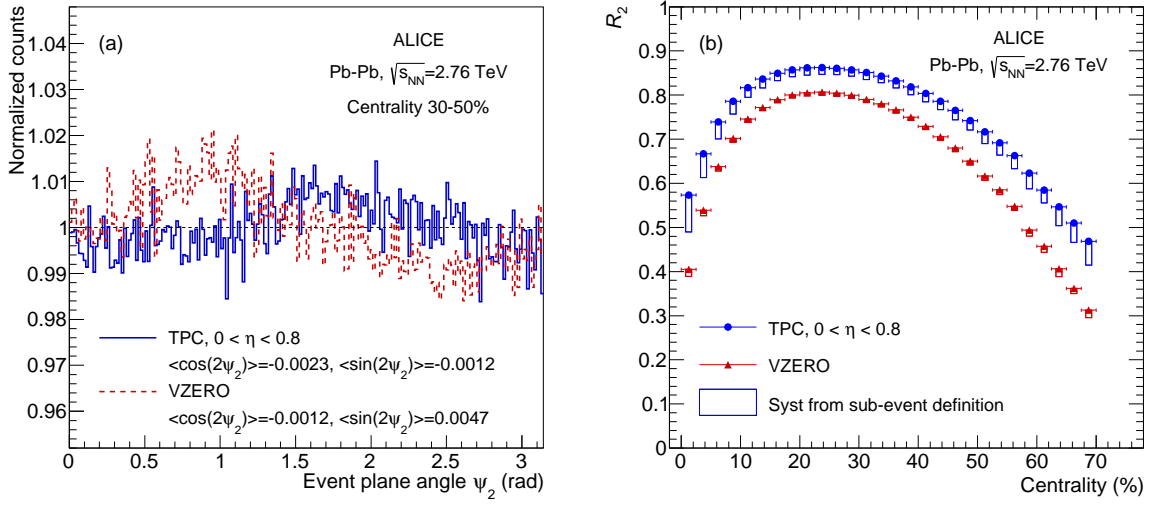 Normalized counts
1.04
1.03
1.02
1.01
1
0.99
0.98
0.97
0.96
(a)
ALICE
Pb-Pb, √s_NN=2.76 TeV
Centrality 30-50%
TPC, 0 < η < 0.8
<cos(2ψ₂)>=-0.0023, <sin(2ψ₂)>=-0.0012
VZERO
<cos(2ψ₂)>=-0.0012, <sin(2ψ₂)>=0.0047
0 0.5 1 1.5 2 2.5 3
Event plane angle ψ₂ (rad)
R₂
1
0.9
0.8
0.7
0.6
0.5
0.4
0.3
0.2
0.1
0
(b)
ALICE
Pb-Pb, √s_NN=2.76 TeV
TPC, 0 < η < 0.8
VZERO
Syst from sub-event definition
0 10 20 30 40 50 60 70
Centrality (%)